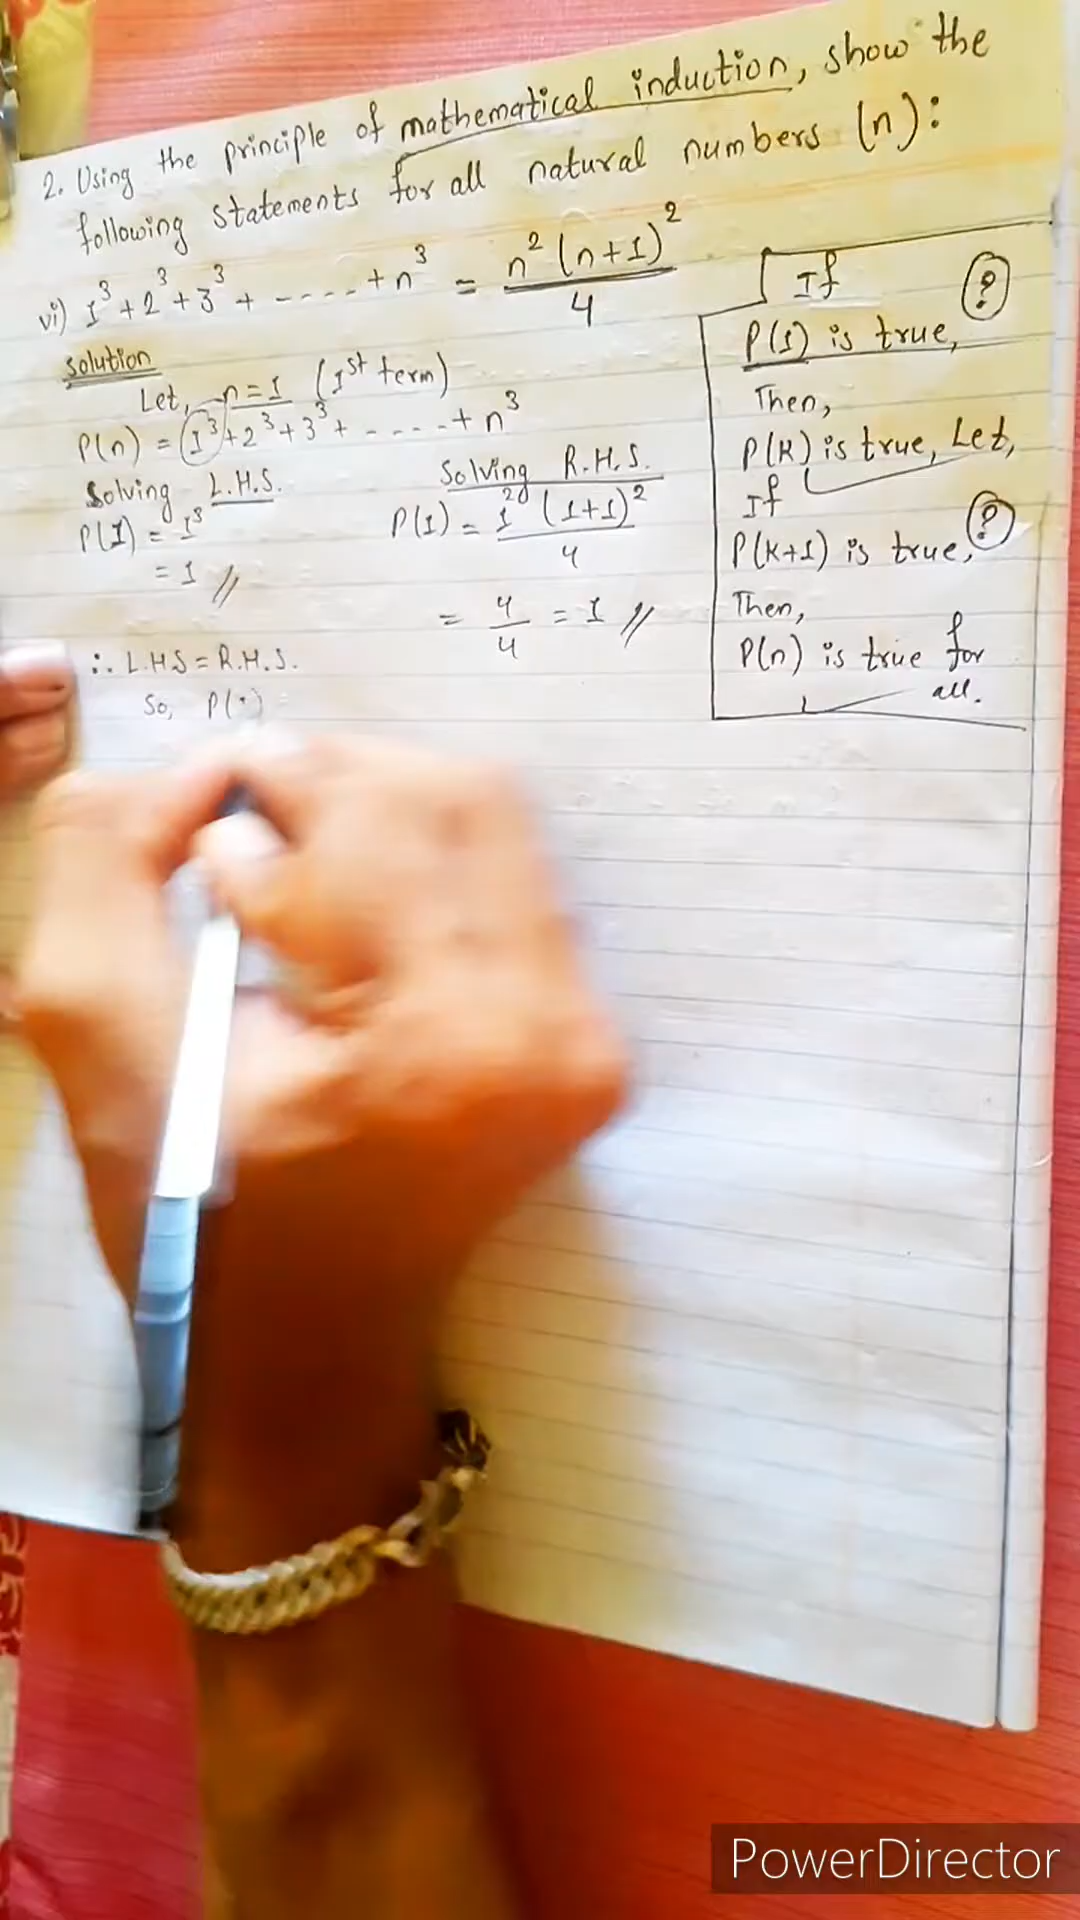 2. Using the principle of mathematical induction, show the
following statements for all natural numbers (n):
vi) 1³ + 2³ + 3³ + - - - - - + n³ = n² (n+1)² / 4
Solution
Let, n = 1 (1st term)
P(n) = 1³ + 2³ + 3³ + - - - - - + n³
Solving L.H.S.
P(1) = 1³
= 1 //
Solving R.H.S.
P(1) = 1² (1+1)² / 4
= 4/4 = 1 //
∴ L.H.S = R.H.S.
So, P(
If ?
P(1) is true,
Then,
P(k) is true, Let,
If
P(k+1) is true, ?
Then,
P(n) is true for
all.
PowerDirector